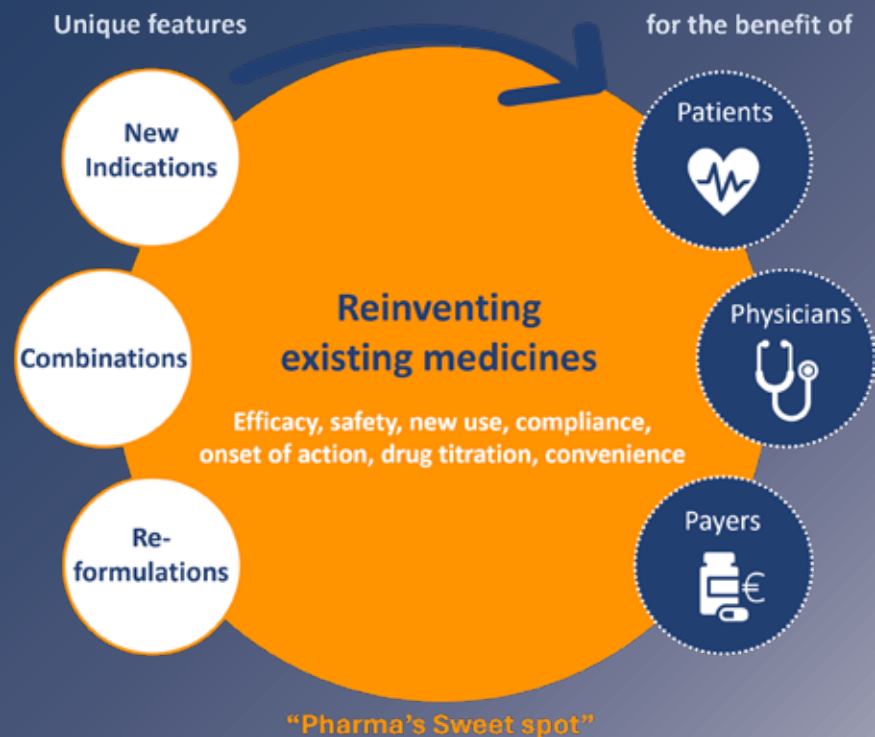 Unique features
for the benefit of
New
Indications
Combinations
Re-
formulations
Reinventing
existing medicines
Efficacy, safety, new use, compliance,
onset of action, drug titration, convenience
Patients
Physicians
Payers
€
“Pharma’s Sweet spot”